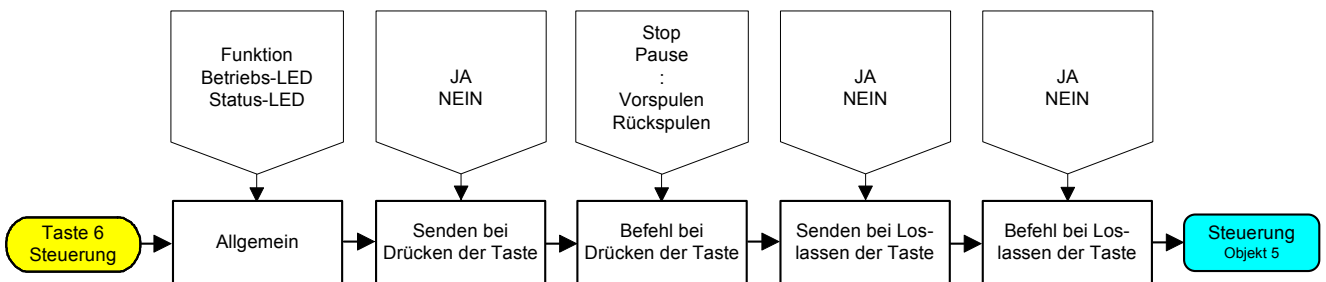 Funktion
Betriebs-LED
Status-LED
JA
NEIN
Stop
Pause
:
Vorspulen
Rückspulen
JA
NEIN
JA
NEIN
Taste 6
Steuerung
Allgemein
Senden bei
Drücken der Taste
Befehl bei
Drücken der Taste
Senden bei Los-
lassen der Taste
Befehl bei Los-
lassen der Taste
Steuerung
Objekt 5